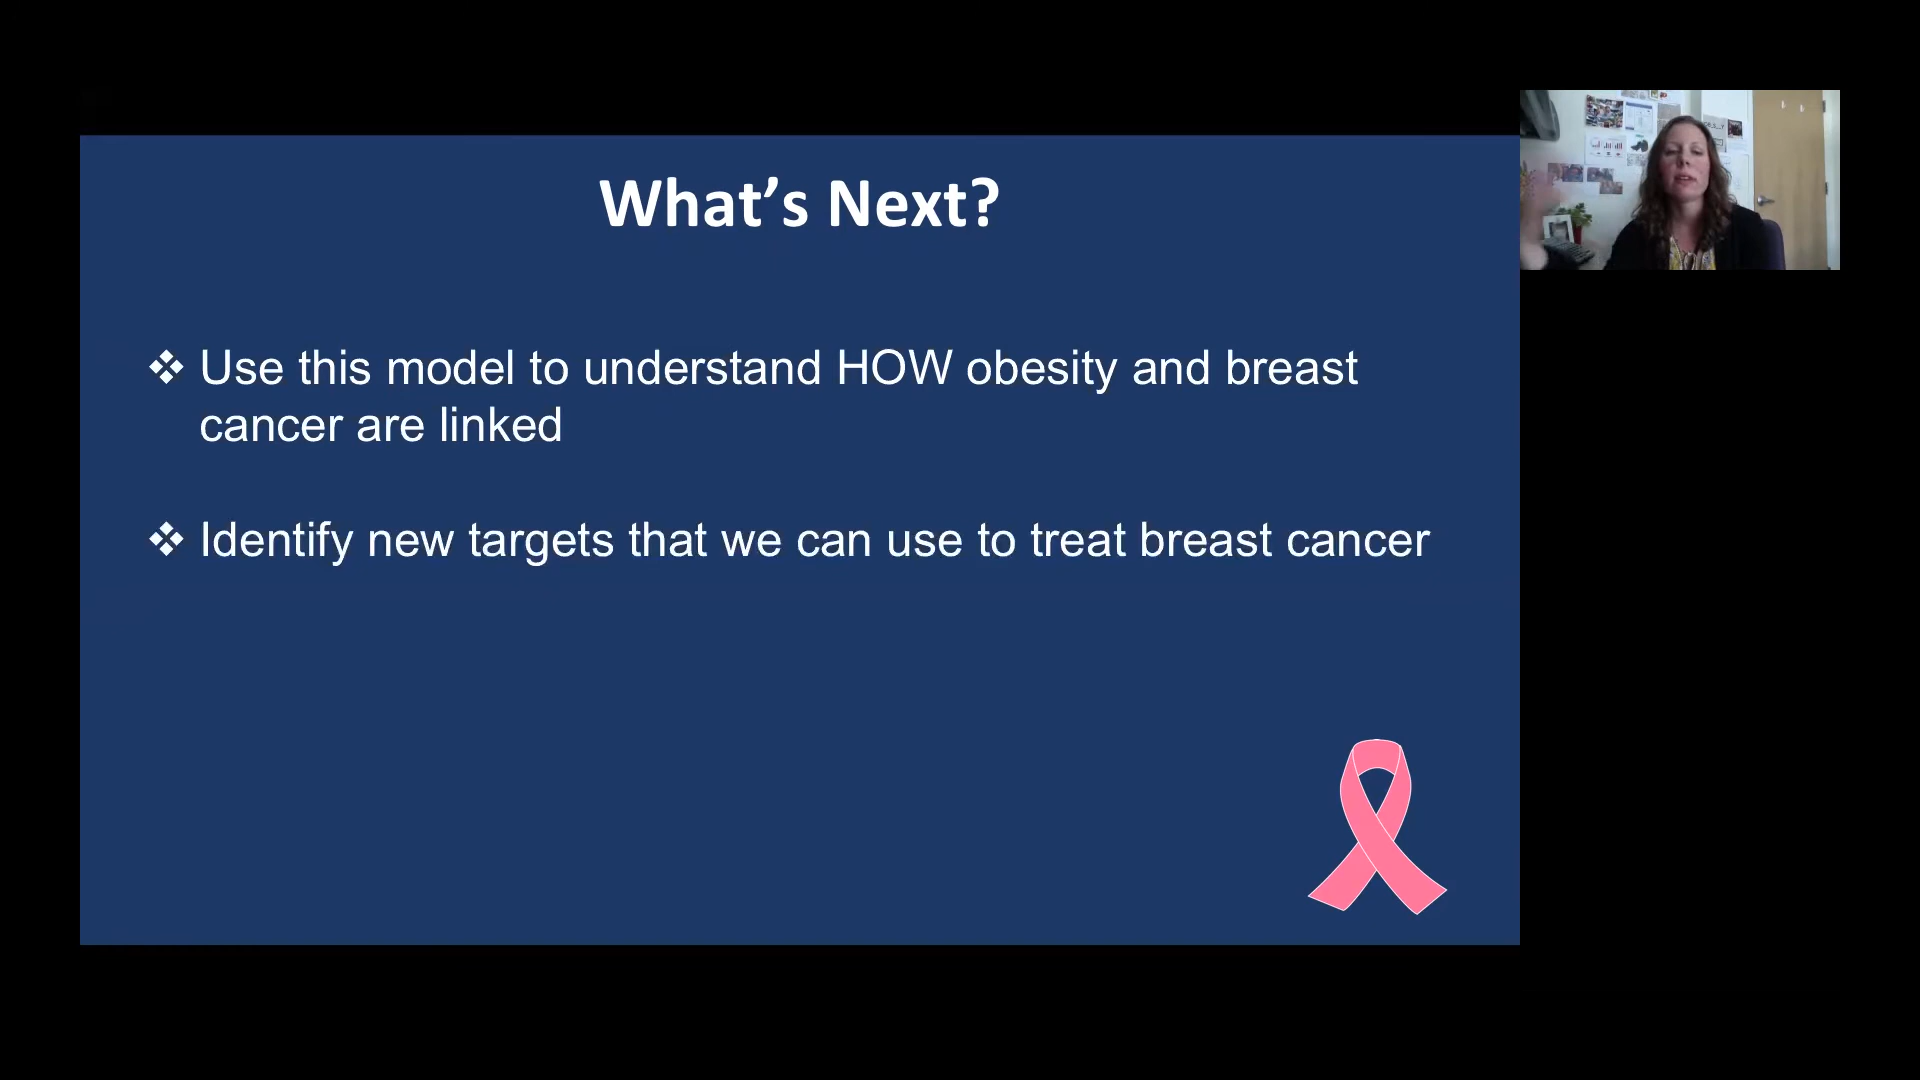 What’s Next?
❖ Use this model to understand HOW obesity and breast
cancer are linked
❖ Identify new targets that we can use to treat breast cancer